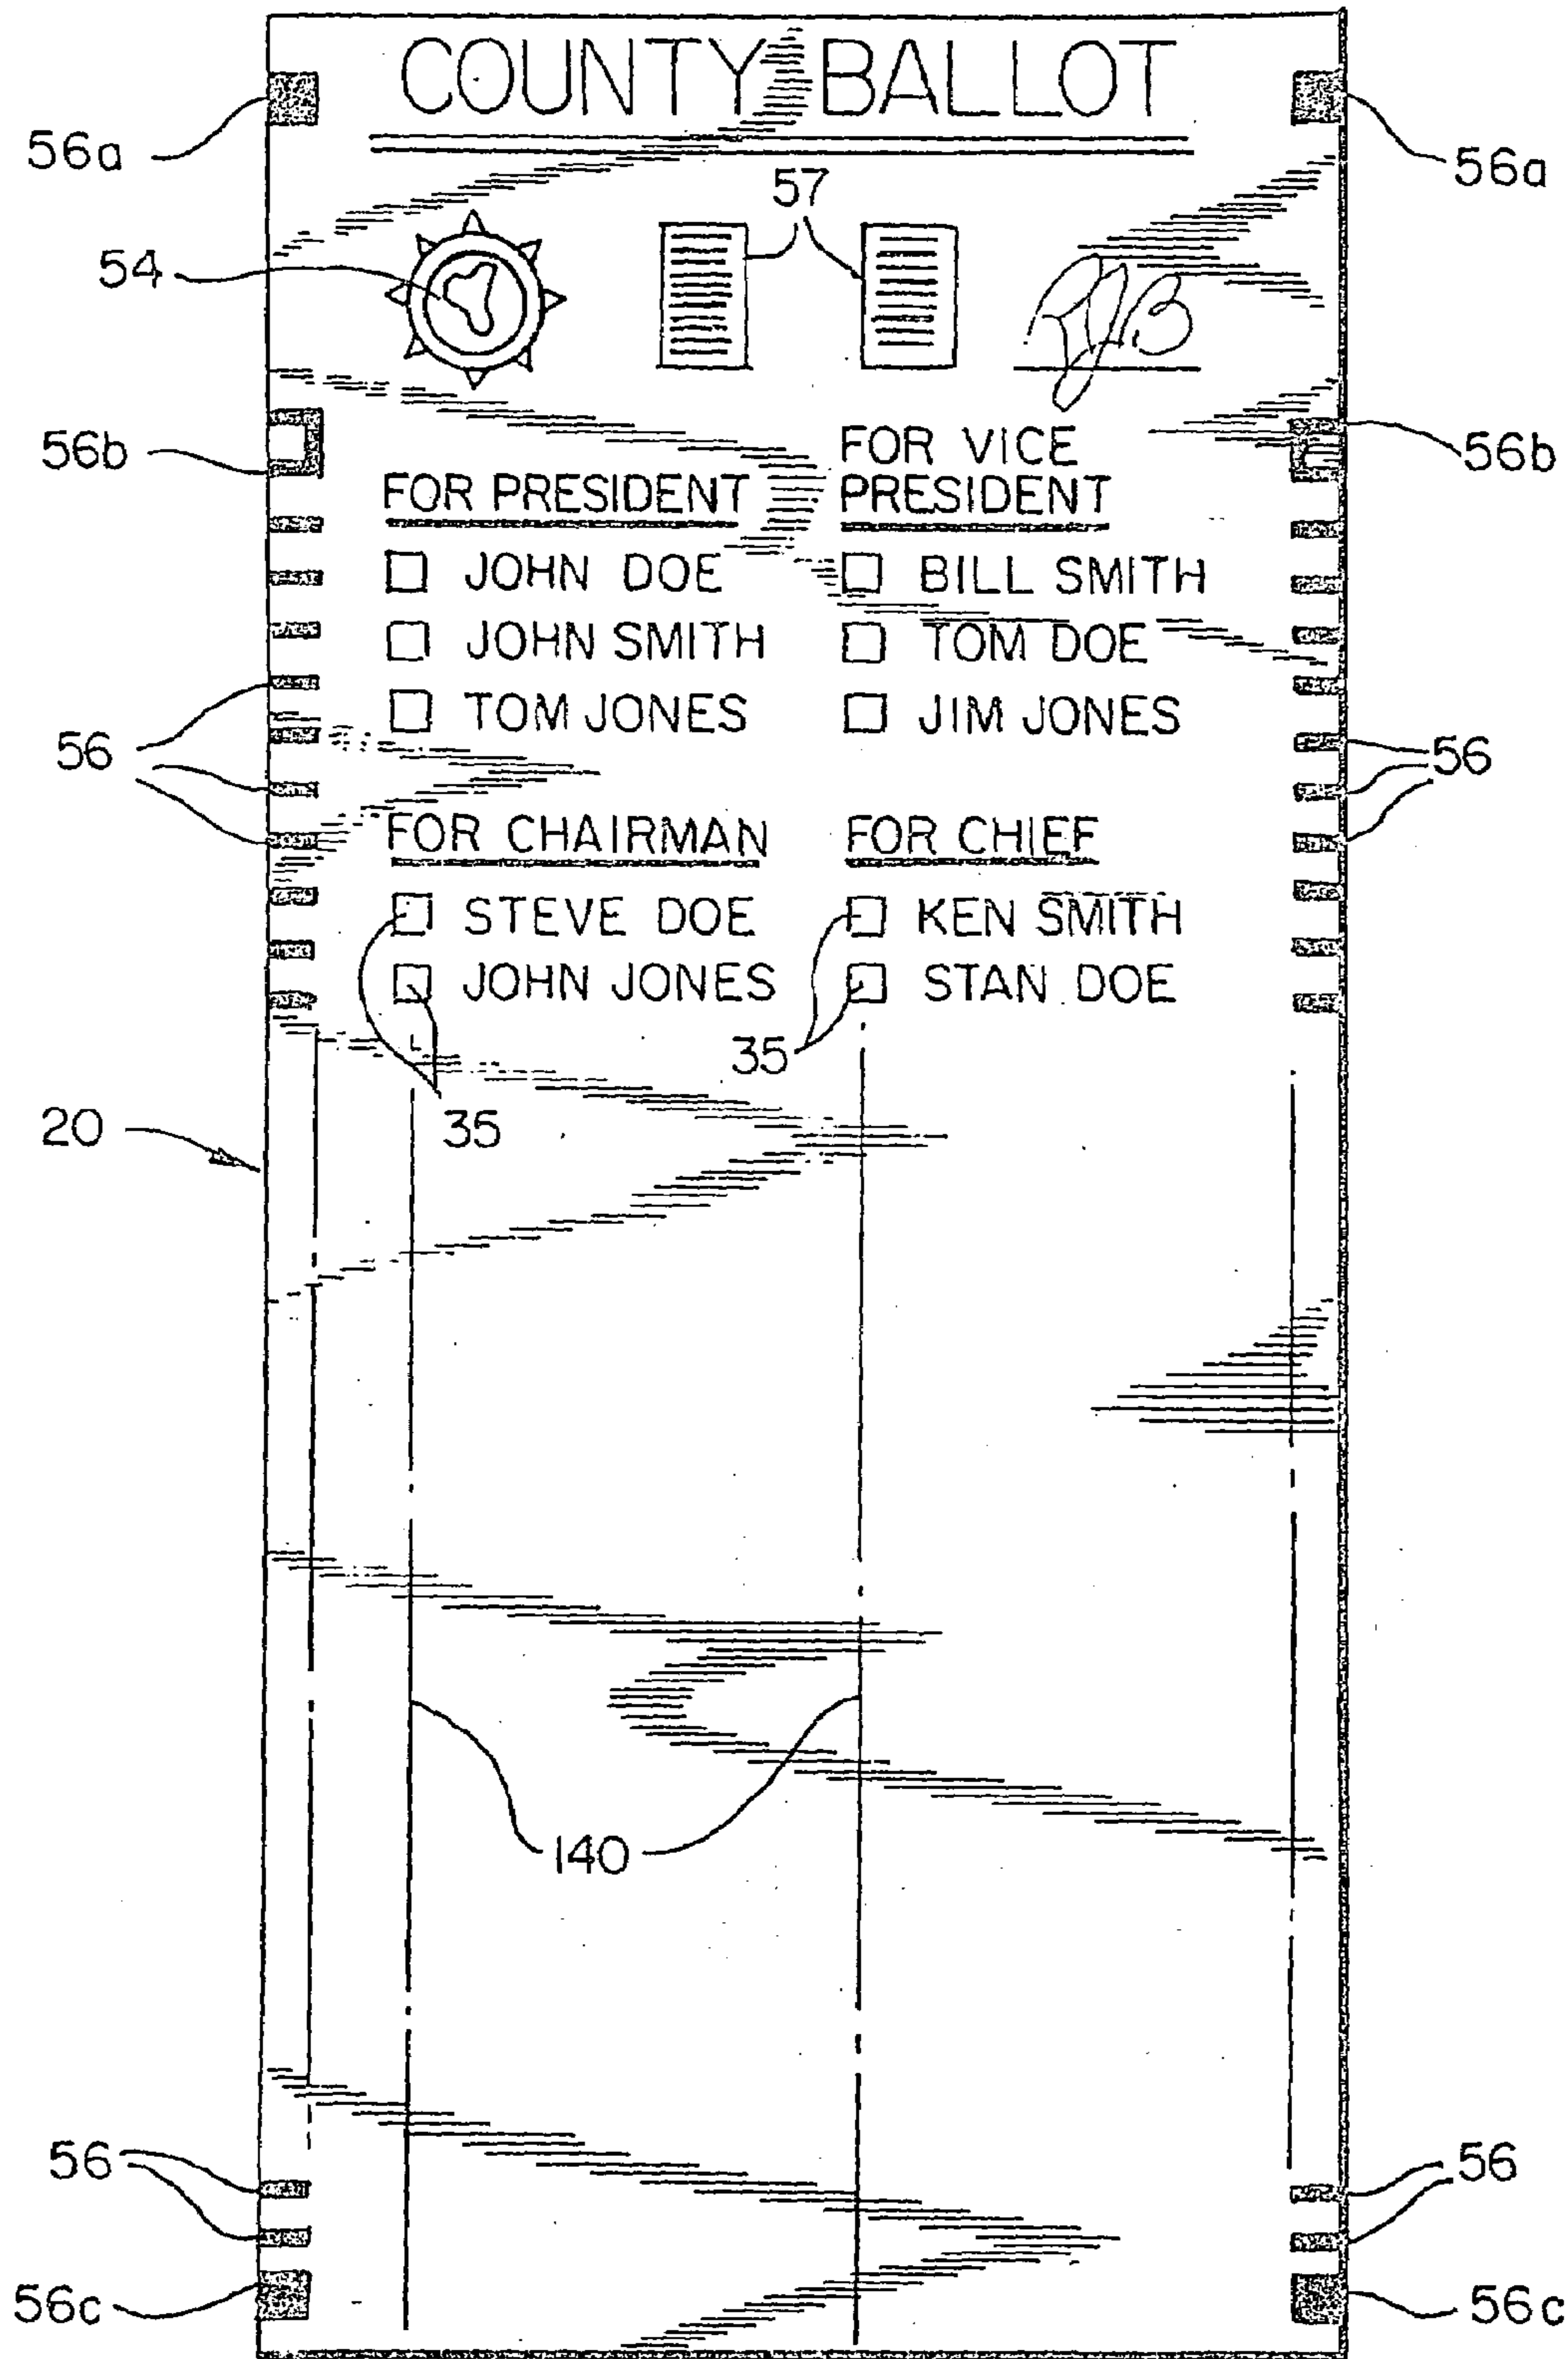 COUNTY BALLOT
56a 56a
57
54
RJB
56b 56b
FOR PRESIDENT
JOHN DOE
JOHN SMITH
TOM JONES
FOR VICE
PRESIDENT
BILL SMITH
TOM DOE
JIM JONES
56 56
FOR CHAIRMAN
STEVE DOE
JOHN JONES
FOR CHIEF
KEN SMITH
STAN DOE
35
35
20
140
56 56
56c 56c